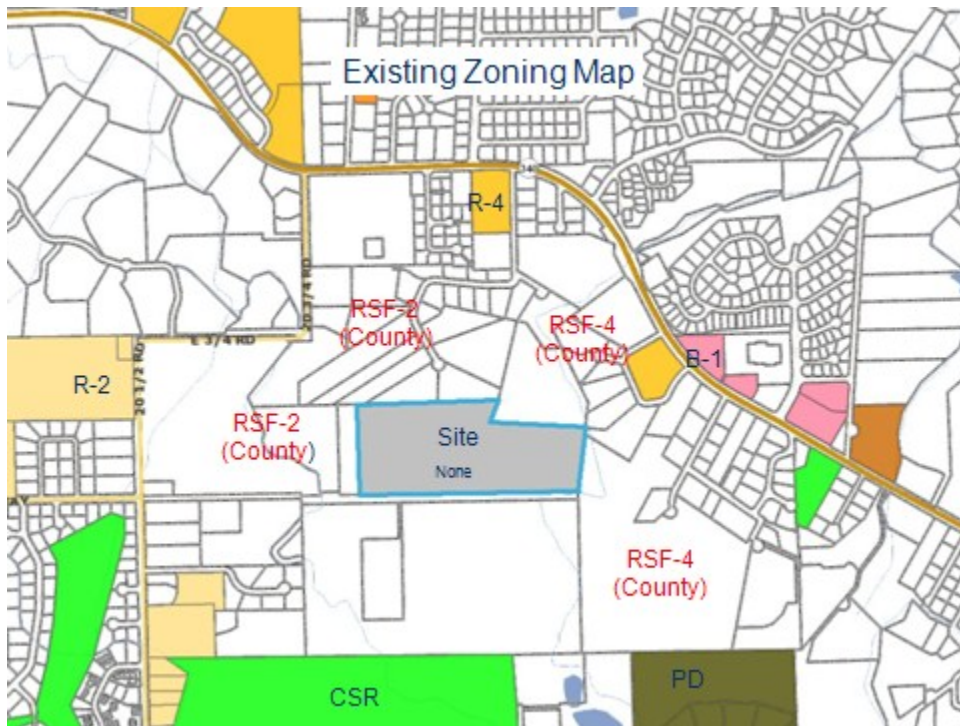 Existing Zoning Map
R-4
20 3/4 RD
RSF-2
(County)
RSF-4
(County)
E 3/4 RD
B-1
20 1/2 RD
R-2
RSF-2
(County)
Site
None
AY
RSF-4
(County)
CSR
PD